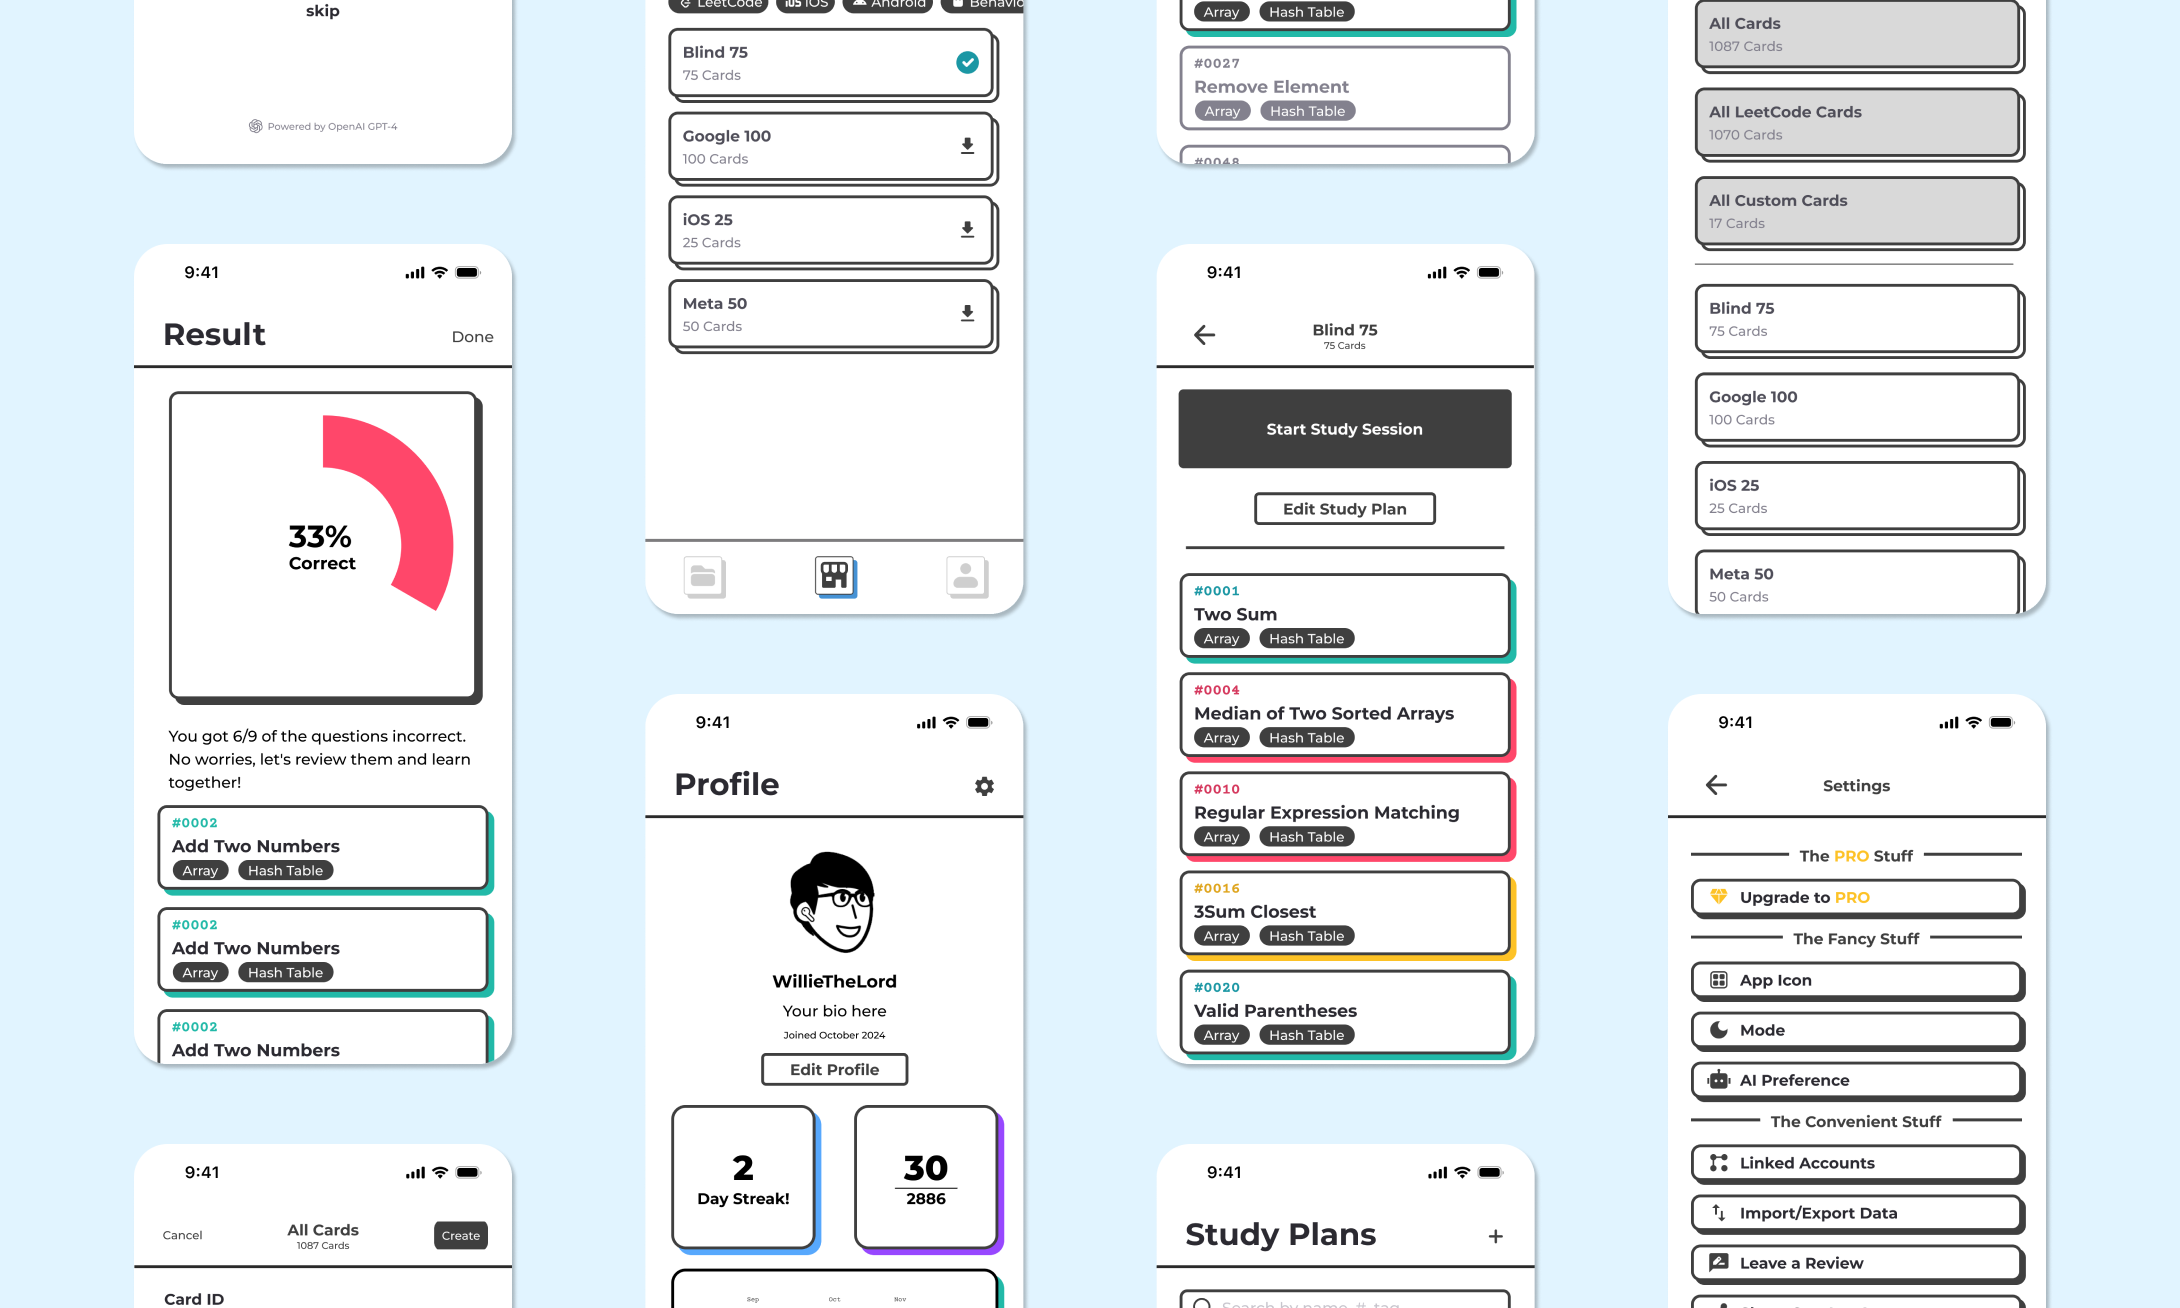 skip
Powered by OpenAI GPT-4
9:41
Result
Done
33%
Correct
You got 6/9 of the questions incorrect.
No worries, let's review them and learn
together!
#0002
Add Two Numbers
Array Hash Table
#0002
Add Two Numbers
Array Hash Table
#0002
Add Two Numbers
9:41
Cancel
All Cards
1087 Cards
Create
Card ID
LeetCode iOS iOS Android Behavio
Blind 75
75 Cards
Google 100
100 Cards
iOS 25
25 Cards
Meta 50
50 Cards
9:41
Profile
WillieTheLord
Your bio here
Joined October 2024
Edit Profile
2
Day Streak!
30
2886
Sep Oct Nov
Array Hash Table
#0027
Remove Element
Array Hash Table
#0048
9:41
Blind 75
75 Cards
Start Study Session
Edit Study Plan
#0001
Two Sum
Array Hash Table
#0004
Median of Two Sorted Arrays
Array Hash Table
#0010
Regular Expression Matching
Array Hash Table
#0016
3Sum Closest
Array Hash Table
#0020
Valid Parentheses
Array Hash Table
9:41
Study Plans
+
Search by name, #, tag
All Cards
1087 Cards
All LeetCode Cards
1070 Cards
All Custom Cards
17 Cards
Blind 75
75 Cards
Google 100
100 Cards
iOS 25
25 Cards
Meta 50
50 Cards
9:41
Settings
The PRO Stuff
Upgrade to PRO
The Fancy Stuff
App Icon
Mode
AI Preference
The Convenient Stuff
Linked Accounts
Import/Export Data
Leave a Review